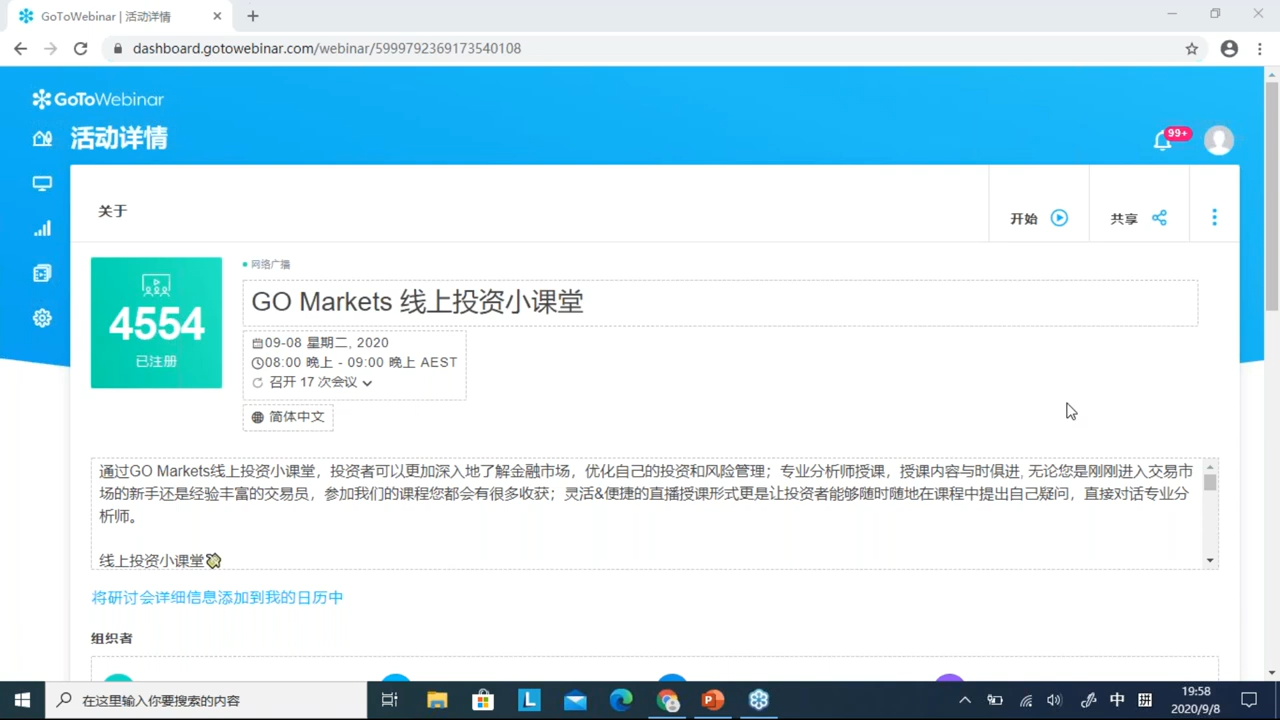 GoToWebinar | 活动详情
dashboard.gotowebinar.com/webinar/5999792369173540108
GoToWebinar
活动详情
99+
关于
开始
共享
4554
已注册
网络广播
GO Markets 线上投资小课堂
09-08 星期二, 2020
08:00 晚上 - 09:00 晚上 AEST
召开 17 次会议
简体中文
通过GO Markets线上投资小课堂，投资者可以更加深入地了解金融市场，优化自己的投资和风险管理；专业分析师授课，授课内容与时俱进, 无论您是刚刚进入交易市
场的新手还是经验丰富的交易员，参加我们的课程您都会有很多收获；灵活&便捷的直播授课形式更是让投资者能够随时随地在课程中提出自己疑问，直接对话专业分
析师。
线上投资小课堂
将研讨会详细信息添加到我的日历中
组织者
在这里输入你要搜索的内容
L
P
中
拼
19:58
2020/9/8